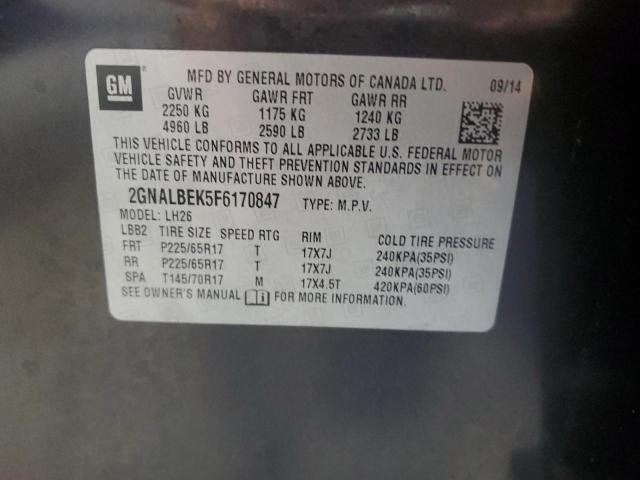 GM
MFD BY GENERAL MOTORS OF CANADA LTD. 09/14
GVWR GAWR FRT GAWR RR
2250 KG 1175 KG 1240 KG
4960 LB 2590 LB 2733 LB
THIS VEHICLE CONFORMS TO ALL APPLICABLE U.S. FEDERAL MOTOR
VEHICLE SAFETY AND THEFT PREVENTION STANDARDS IN EFFECT ON
THE DATE OF MANUFACTURE SHOWN ABOVE.
2GNALBEK5F6170847 TYPE: M.P.V.
MODEL: LH26
LBB2 TIRE SIZE SPEED RTG RIM COLD TIRE PRESSURE
FRT P225/65R17 T 17X7J 240KPA(35PSI)
RR P225/65R17 T 17X7J 240KPA(35PSI)
SPA T145/70R17 M 17X4.5T 420KPA(60PSI)
SEE OWNER'S MANUAL FOR MORE INFORMATION.